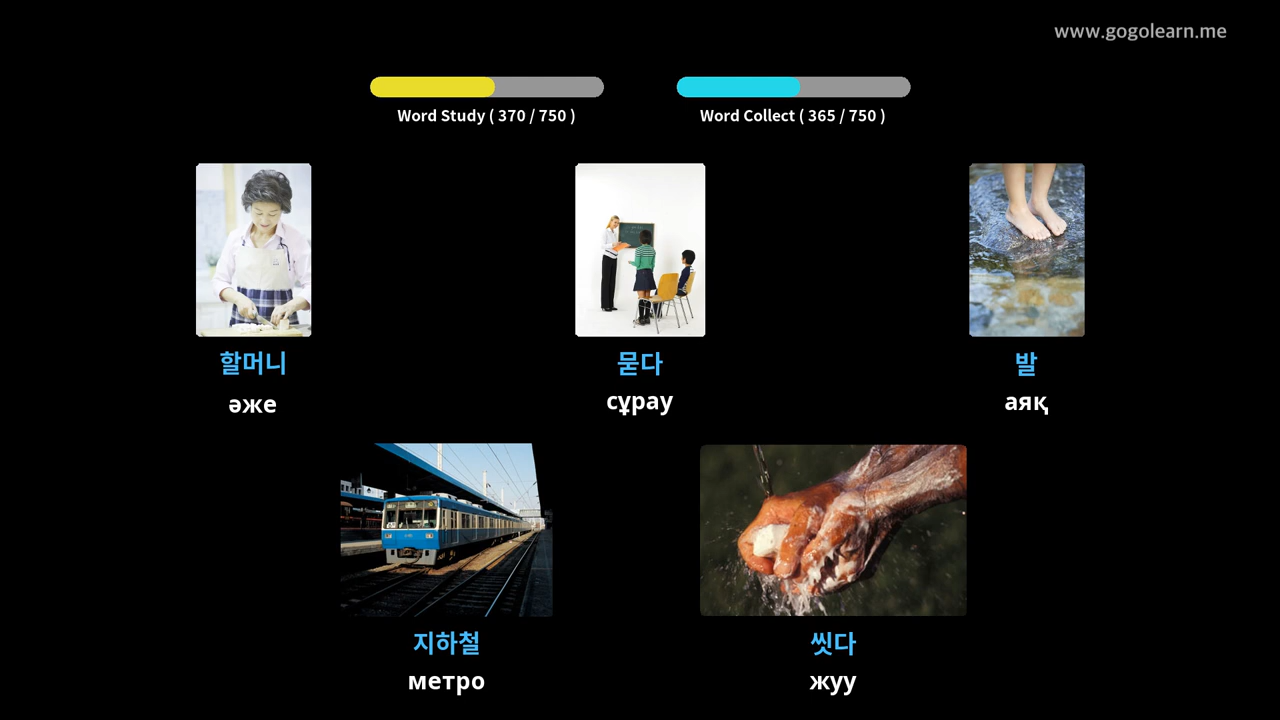 www.gogolearn.me
Word Study ( 370 / 750 )
Word Collect ( 365 / 750 )
할머니
әже
묻다
сұрау
발
аяқ
지하철
метро
씻다
жуу